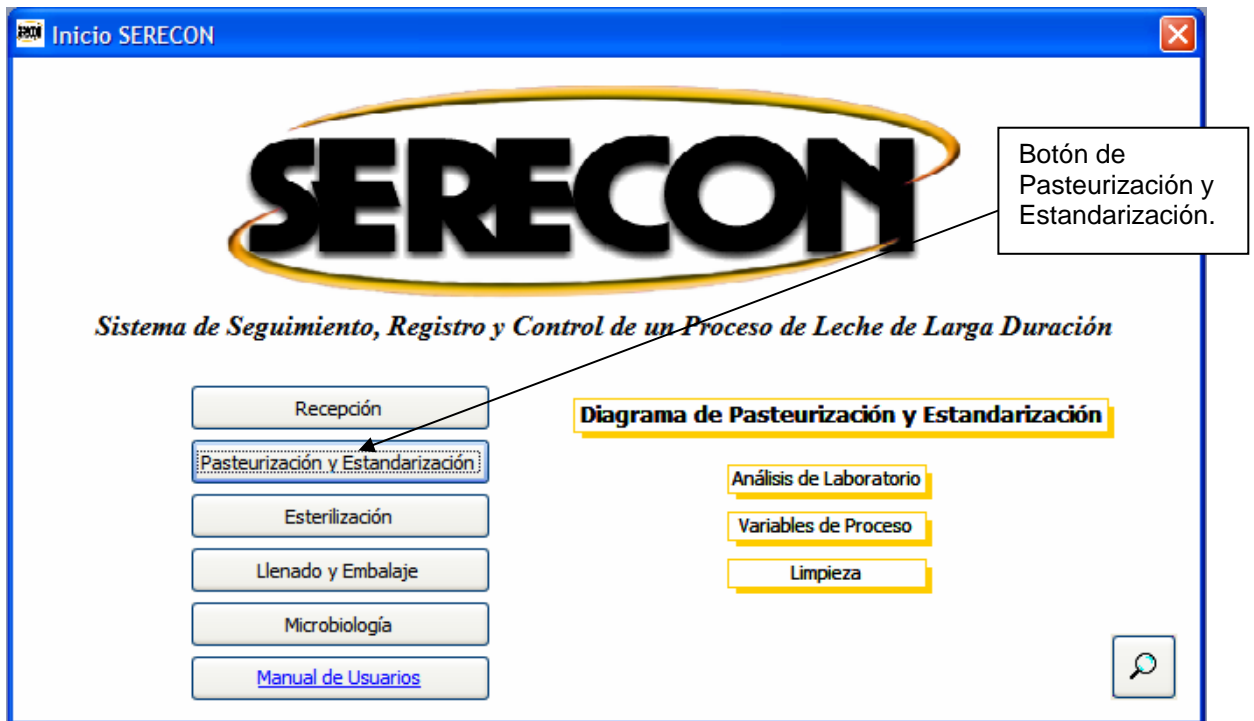 Inicio SERECON
SERECON
Botón de
Pasteurización y
Estandarización.
Sistema de Seguimiento, Registro y Control de un Proceso de Leche de Larga Duración
Recepción
Pasteurización y Estandarización
Esterilización
Llenado y Embalaje
Microbiología
Manual de Usuarios
Diagrama de Pasteurización y Estandarización
Análisis de Laboratorio
Variables de Proceso
Limpieza